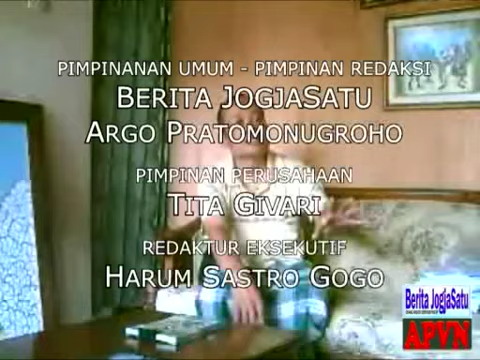 PIMPINANAN UMUM - PIMPINAN REDAKSI
BERITA JOGJASATU
ARGO PRATOMONUGROHO
PIMPINAN PERUSAHAAN
TITA GIVARI
REDAKTUR EKSEKUTIF
HARUM SASTRO GOGO
Berita JogjaSatu
APVN